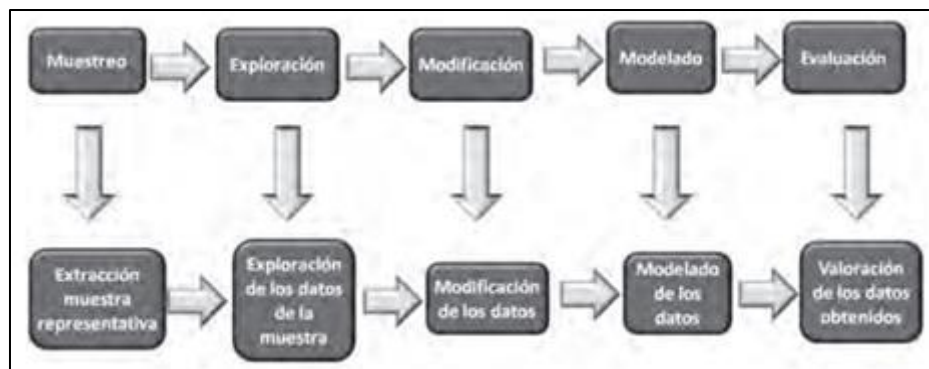 Muestreo
Exploración
Modificación
Modelado
Evaluación
Extracción
muestra
representativa
Exploración
de los datos
de la
muestra
Modificación
de los datos
Modelado
de los
datos
Valoración
de los datos
obtenidos